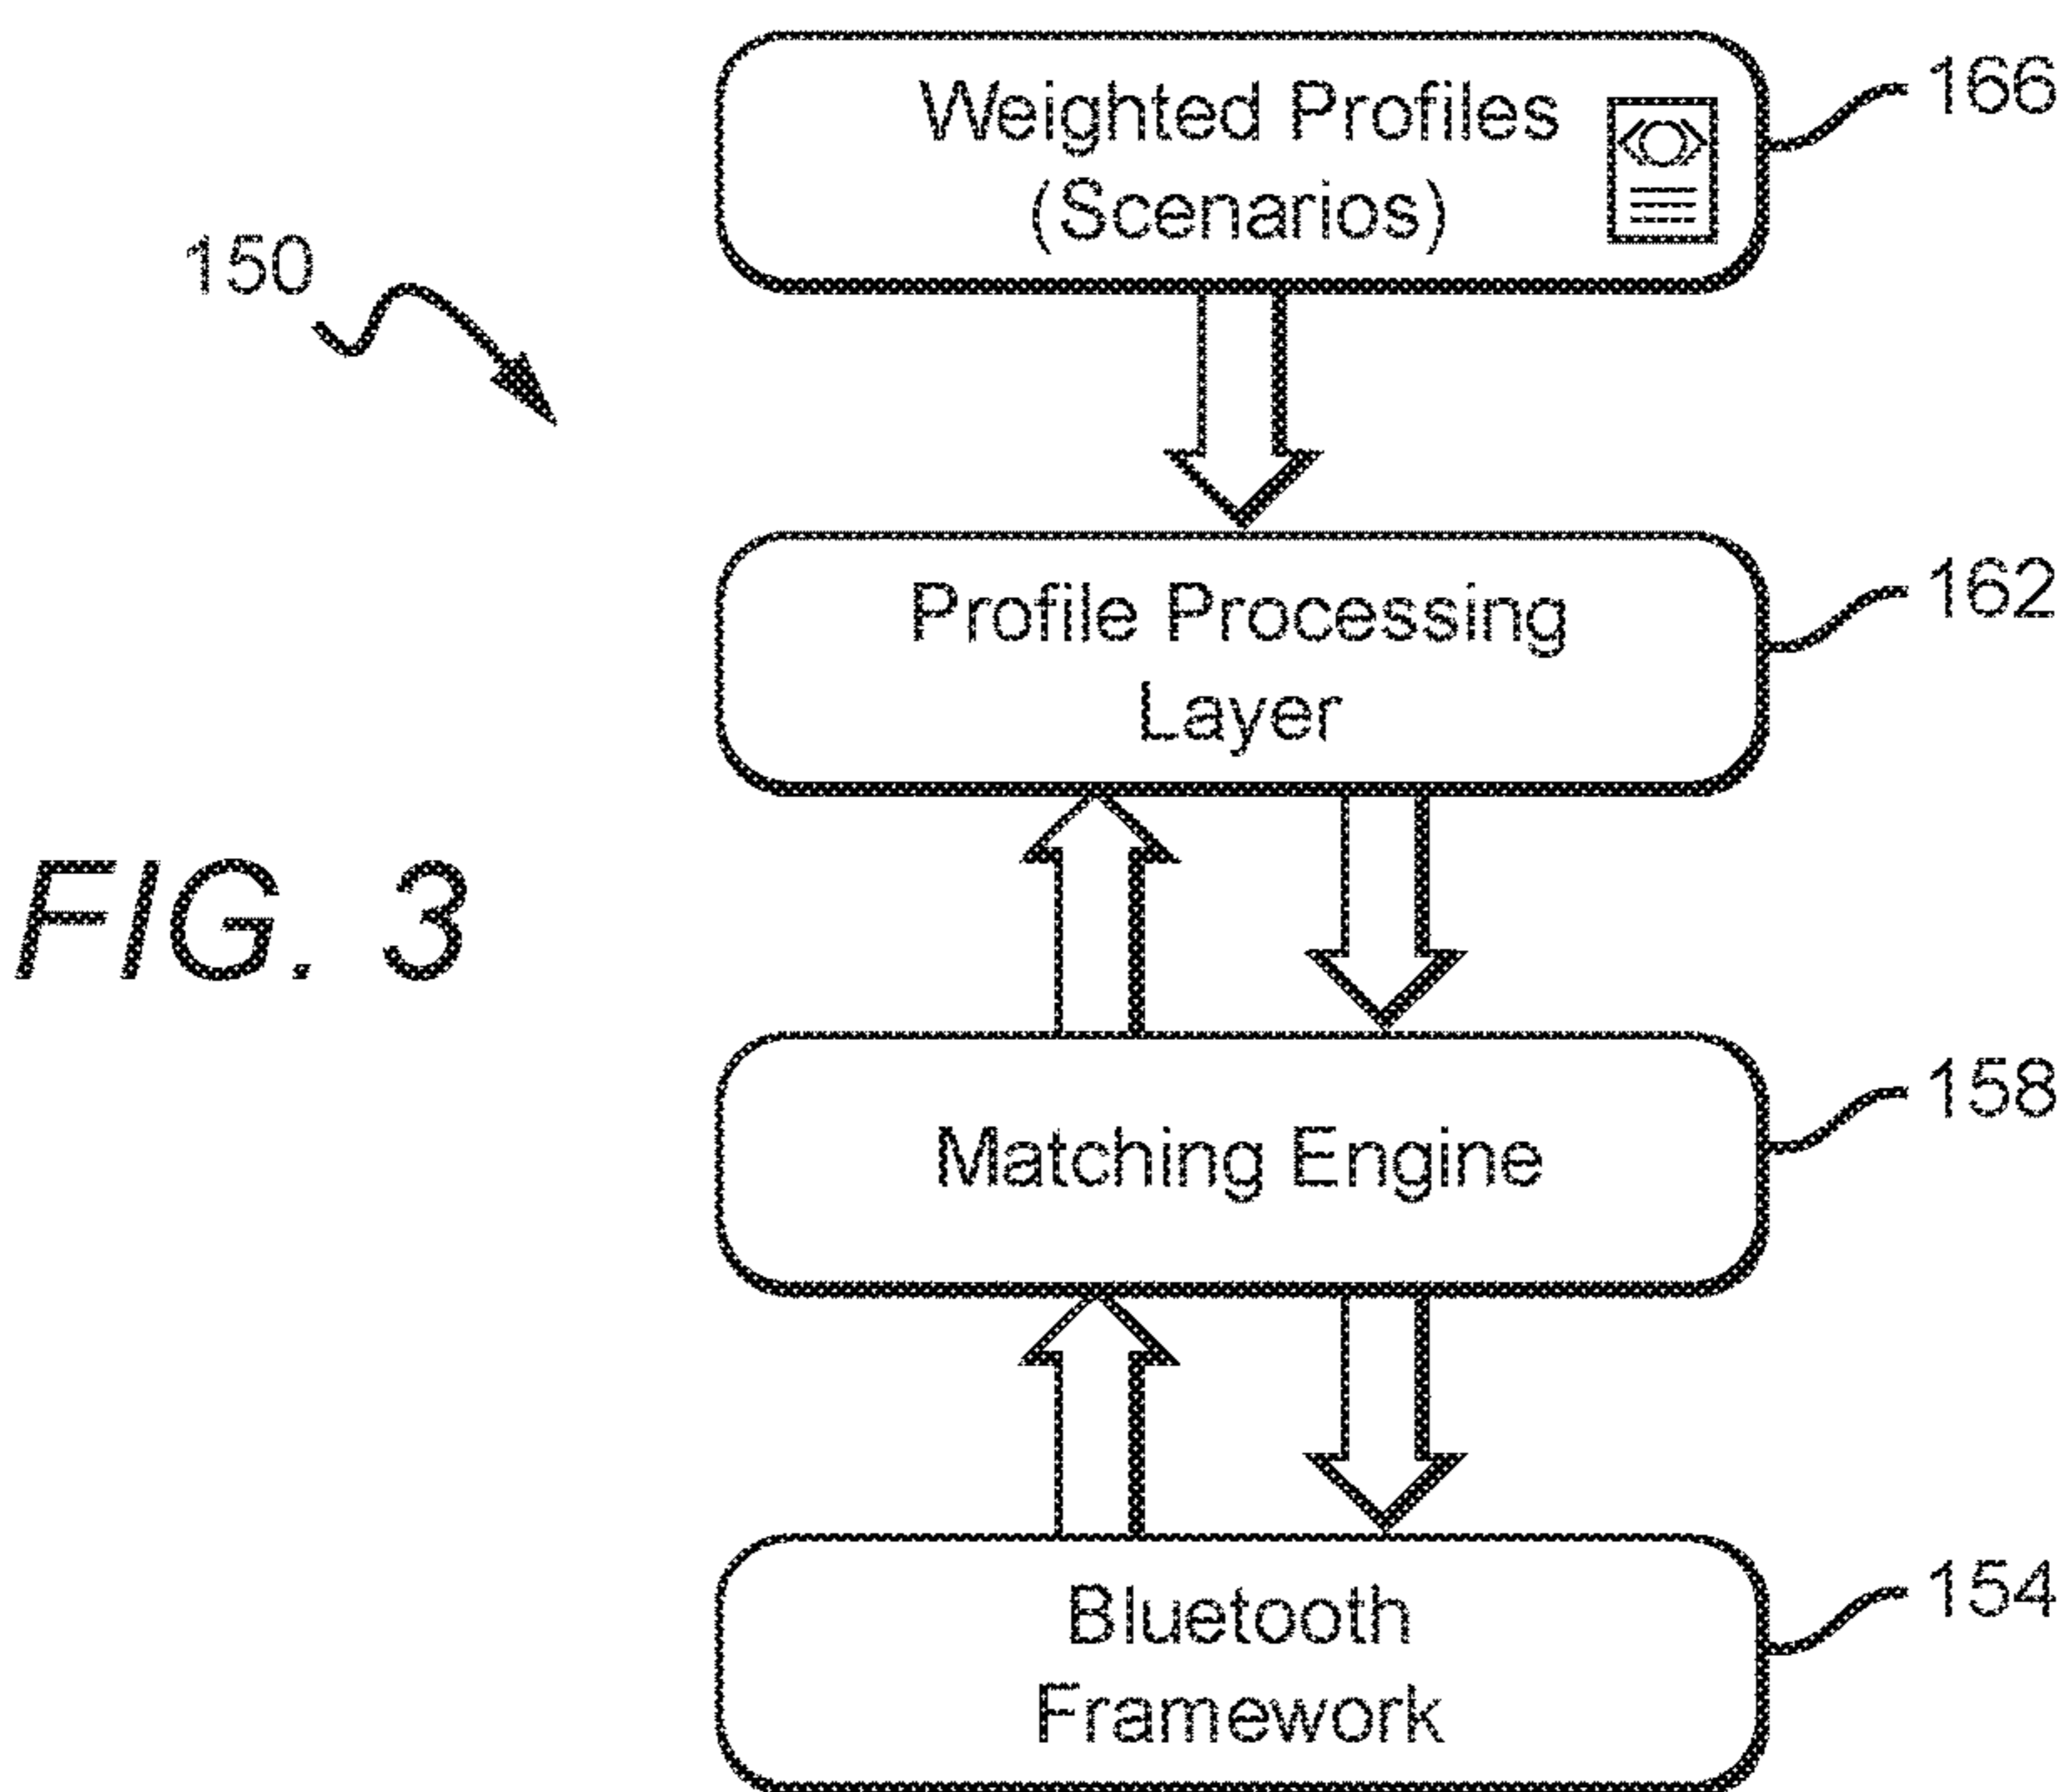 Weighted Profiles
(Scenarios)
166
150
Profile Processing
Layer
162
FIG. 3
Matching Engine
158
Bluetooth
Framework
154